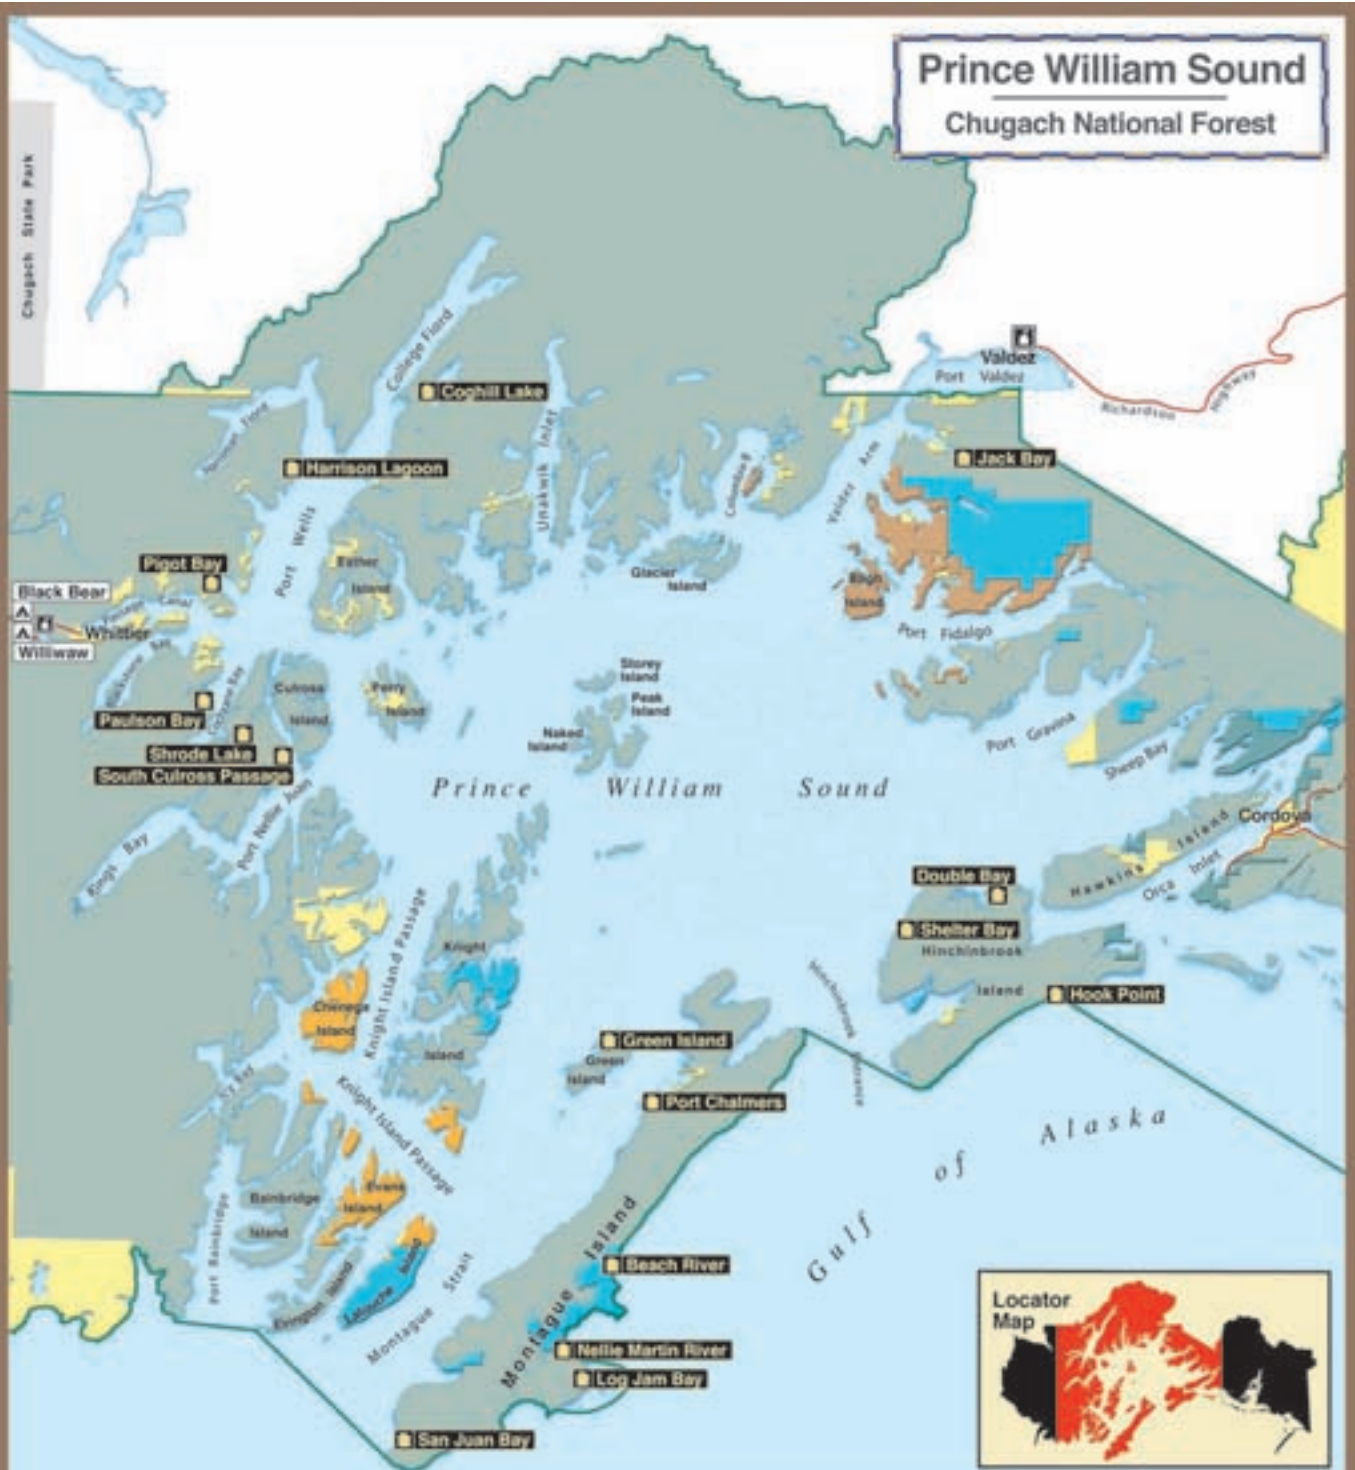 Prince William Sound
Chugach National Forest
Chugach State Park
College Fiord
Coghill Lake
Valdez
Port Valdez
Richardson Highway
Harrison Lagoon
Unakwik Inlet
Jack Bay
Valdez Arm
Port Wells
Pigot Bay
Esther
Island
Glacier
Island
Bligh
Island
Black Bear
Canal
Whittier
Williwaw
Port Fidalgo
Storey
Island
Peak
Island
Naked
Island
Culross
Island
Perry
Island
Paulson Bay
Shrode Lake
South Culross Passage
Port Gravina
Sheep Bay
Prince William Sound
Port Nellie Juan
Kings Bay
Cordova
Hawkins Island
Orca Inlet
Double Bay
Shelter Bay
Hinchinbrook
Island
Hook Point
Knight Island Passage
Knight
Island
Chenega
Island
Green Island
Green
Island
Port Chalmers
Knight Island Passage
Gulf of Alaska
Bainbridge
Island
Port Bainbridge
Evans
Island
Latouche Island
Montague Strait
Montague Island
Beach River
Nellie Martin River
Log Jam Bay
San Juan Bay
Locator
Map